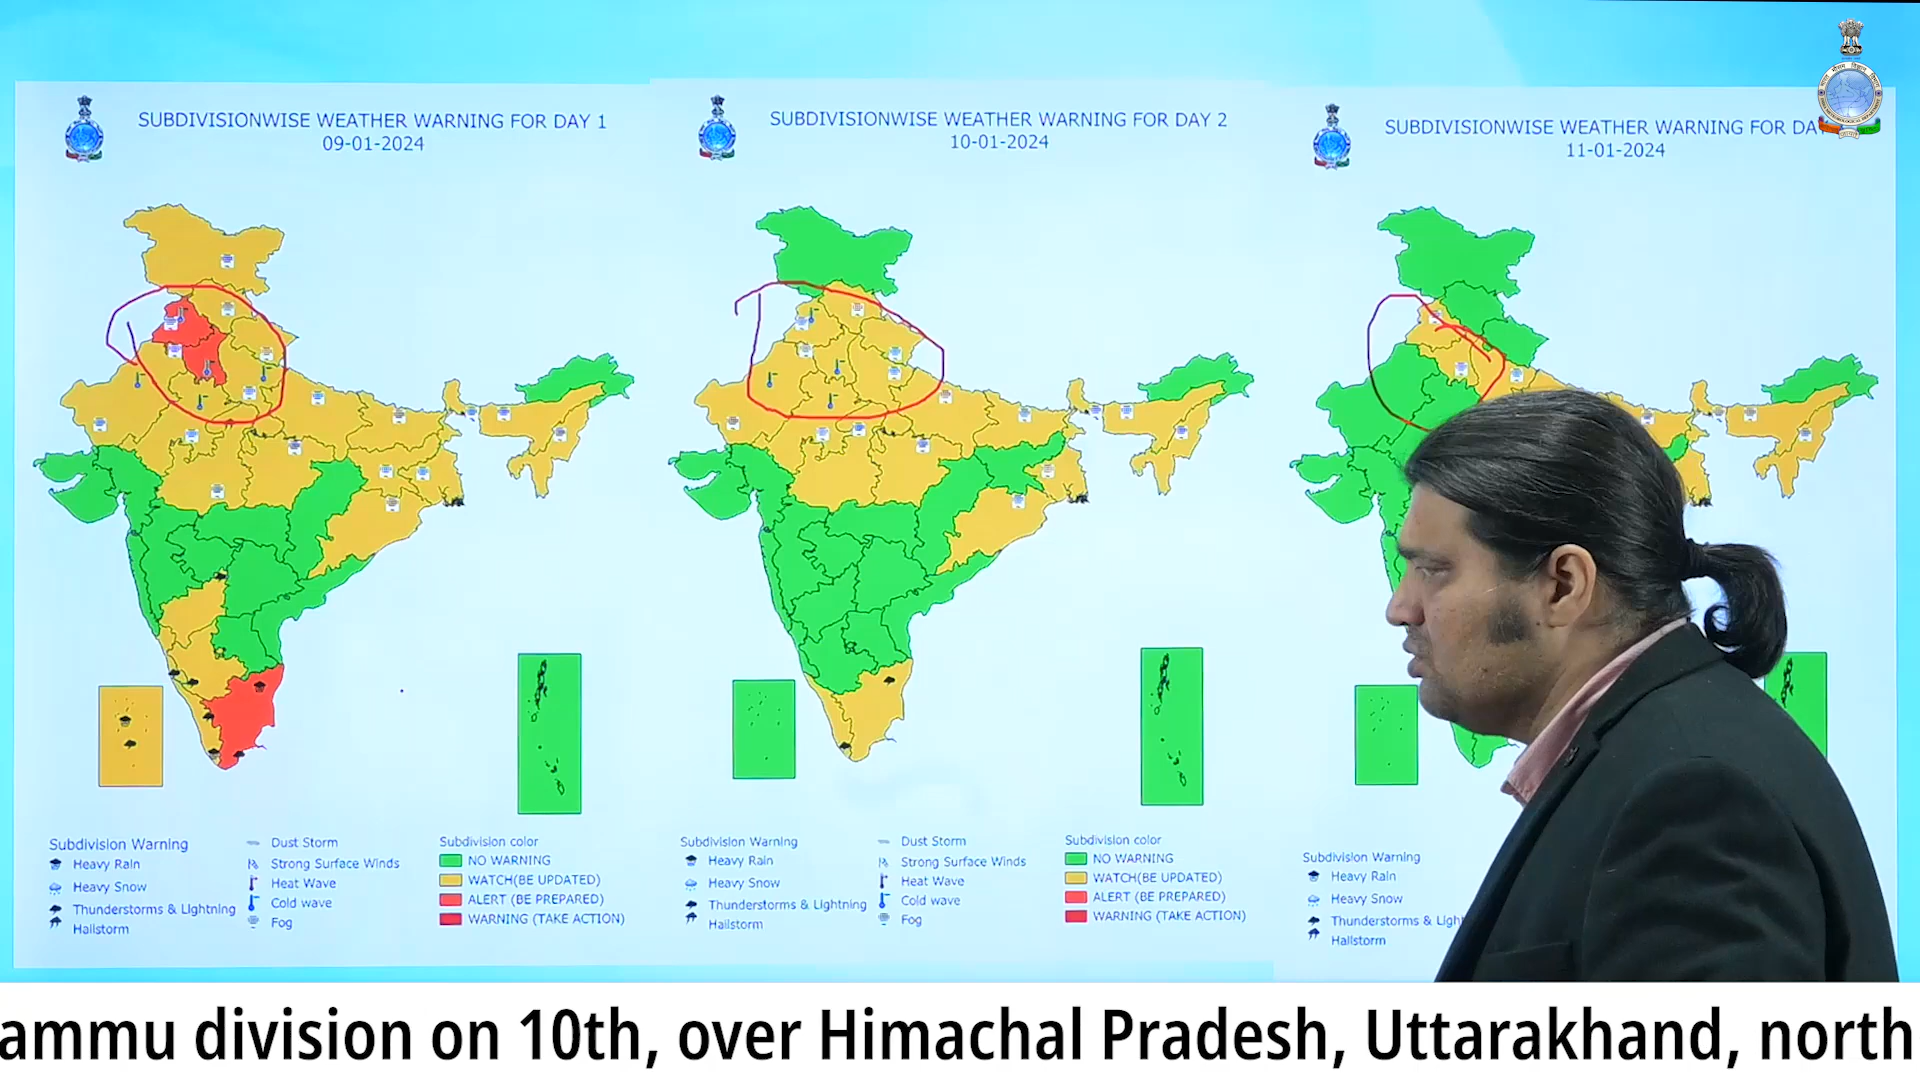 SUBDIVISIONWISE WEATHER WARNING FOR DAY 1
09-01-2024
SUBDIVISIONWISE WEATHER WARNING FOR DAY 2
10-01-2024
SUBDIVISIONWISE WEATHER WARNING FOR DA
11-01-2024
Subdivision Warning
Heavy Rain
Heavy Snow
Thunderstorms & Lightning
Hailstorm
Dust Storm
Strong Surface Winds
Heat Wave
Cold wave
Fog
Subdivision color
NO WARNING
WATCH(BE UPDATED)
ALERT (BE PREPARED)
WARNING (TAKE ACTION)
Subdivision Warning
Heavy Rain
Heavy Snow
Thunderstorms & Lightning
Hailstorm
Dust Storm
Strong Surface Winds
Heat Wave
Cold wave
Fog
Subdivision color
NO WARNING
WATCH(BE UPDATED)
ALERT (BE PREPARED)
WARNING (TAKE ACTION)
Subdivision Warning
Heavy Rain
Heavy Snow
Thunderstorms & Ligh
Hailstorm
ammu division on 10th, over Himachal Pradesh, Uttarakhand, north